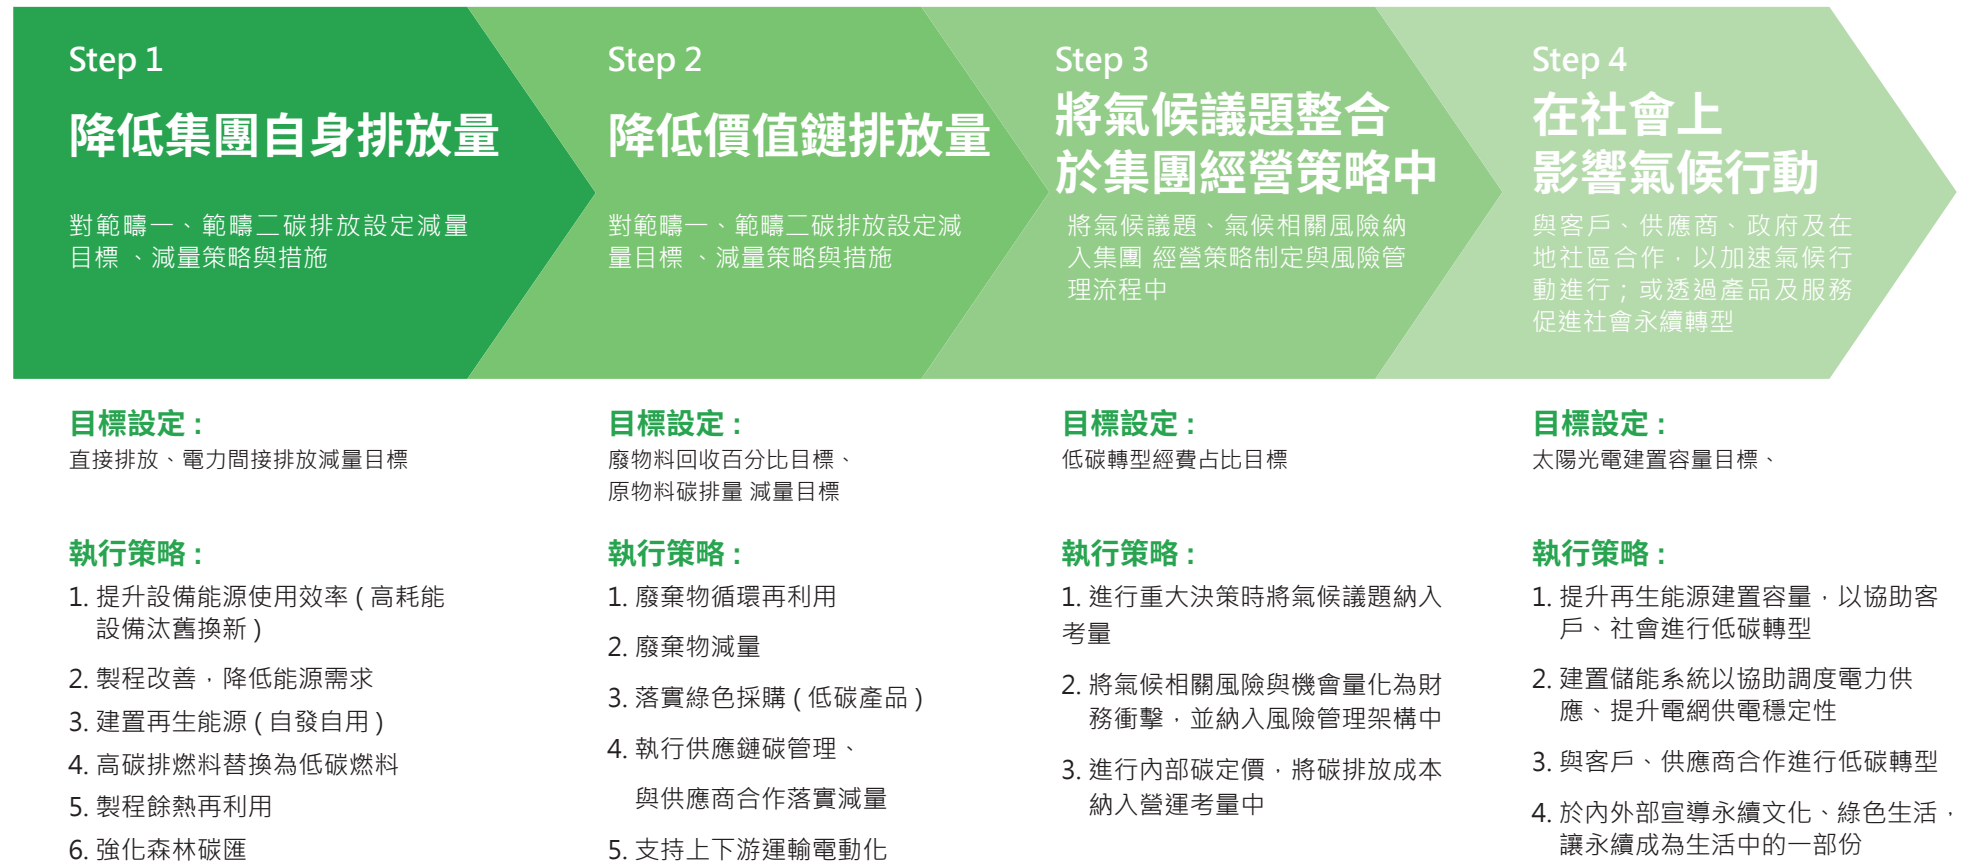 Step 1
降低集團自身排放量
對範疇一、範疇二碳排放設定減量
目標 、減量策略與措施
Step 2
降低價值鏈排放量
對範疇一、範疇二碳排放設定減
量目標 、減量策略與措施
Step 3
將氣候議題整合
於集團經營策略中
將氣候議題、氣候相關風險納
入集團 經營策略制定與風險管
理流程中
Step 4
在社會上
影響氣候行動
與客戶、供應商、政府及在
地社區合作，以加速氣候行
動進行；或透過產品及服務
促進社會永續轉型
目標設定：
直接排放、電力間接排放減量目標
執行策略：
1. 提升設備能源使用效率 ( 高耗能
設備汰舊換新 )
2. 製程改善，降低能源需求
3. 建置再生能源 ( 自發自用 )
4. 高碳排燃料替換為低碳燃料
5. 製程餘熱再利用
6. 強化森林碳匯
目標設定：
廢物料回收百分比目標、
原物料碳排量 減量目標
執行策略：
1. 廢棄物循環再利用
2. 廢棄物減量
3. 落實綠色採購 ( 低碳產品 )
4. 執行供應鏈碳管理、
與供應商合作落實減量
5. 支持上下游運輸電動化
目標設定：
低碳轉型經費占比目標
執行策略：
1. 進行重大決策時將氣候議題納入
考量
2. 將氣候相關風險與機會量化為財
務衝擊，並納入風險管理架構中
3. 進行內部碳定價，將碳排放成本
納入營運考量中
目標設定：
太陽光電建置容量目標、
執行策略：
1. 提升再生能源建置容量，以協助客
戶、社會進行低碳轉型
2. 建置儲能系統以協助調度電力供
應、提升電網供電穩定性
3. 與客戶、供應商合作進行低碳轉型
4. 於內外部宣導永續文化、綠色生活，
讓永續成為生活中的一部份